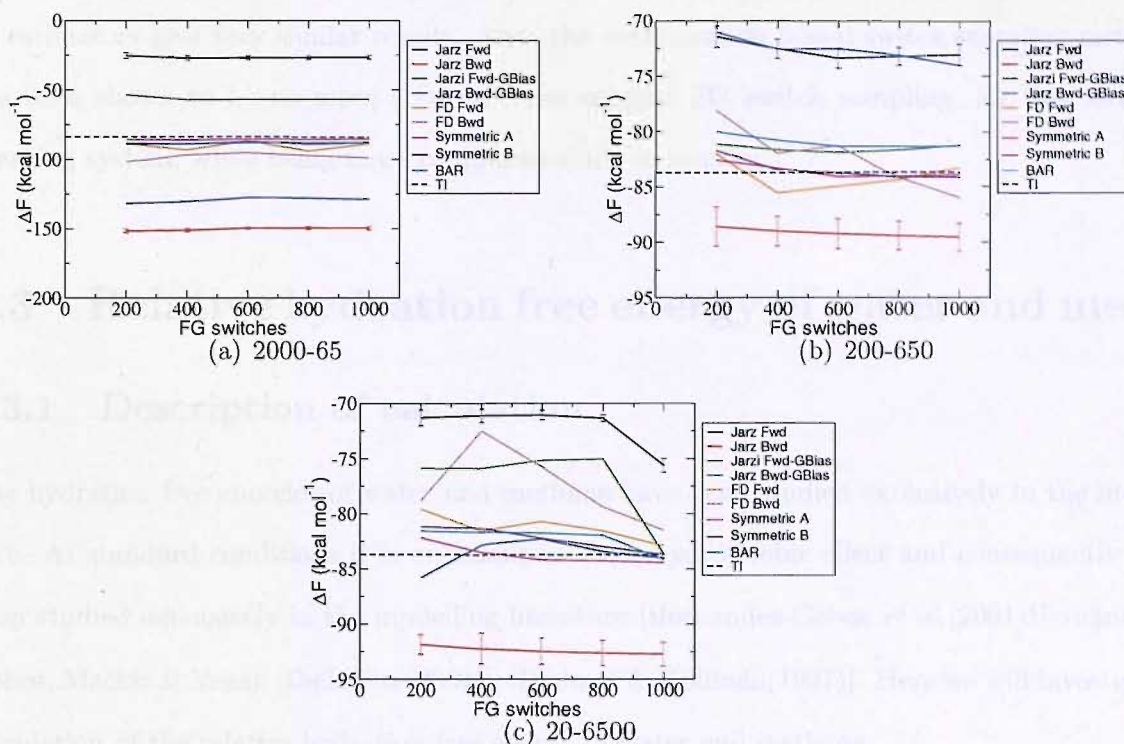 ΔF (kcal mol⁻¹)
0
-50
-100
-150
-200
0 200 400 600 800 1000
FG switches
Jarz Fwd
Jarz Bwd
Jarzi Fwd-GBias
Jarz Bwd-GBias
FD Fwd
FD Bwd
Symmetric A
Symmetric B
BAR
TI
(a) 2000-65
ΔF (kcal mol⁻¹)
-70
-75
-80
-85
-90
-95
0 200 400 600 800 1000
FG switches
Jarz Fwd
Jarz Bwd
Jarzi Fwd-GBias
Jarz Bwd-GBias
FD Fwd
FD Bwd
Symmetric A
Symmetric B
BAR
TI
(b) 200-650
ΔF (kcal mol⁻¹)
-70
-75
-80
-85
-90
-95
200 400 600 800 1000
FG switches
Jarz Fwd
Jarz Bwd
Jarzi Fwd-GBias
Jarz Bwd-GBias
FD Fwd
FD Bwd
Symmetric A
Symmetric B
BAR
TI
(c) 20-6500